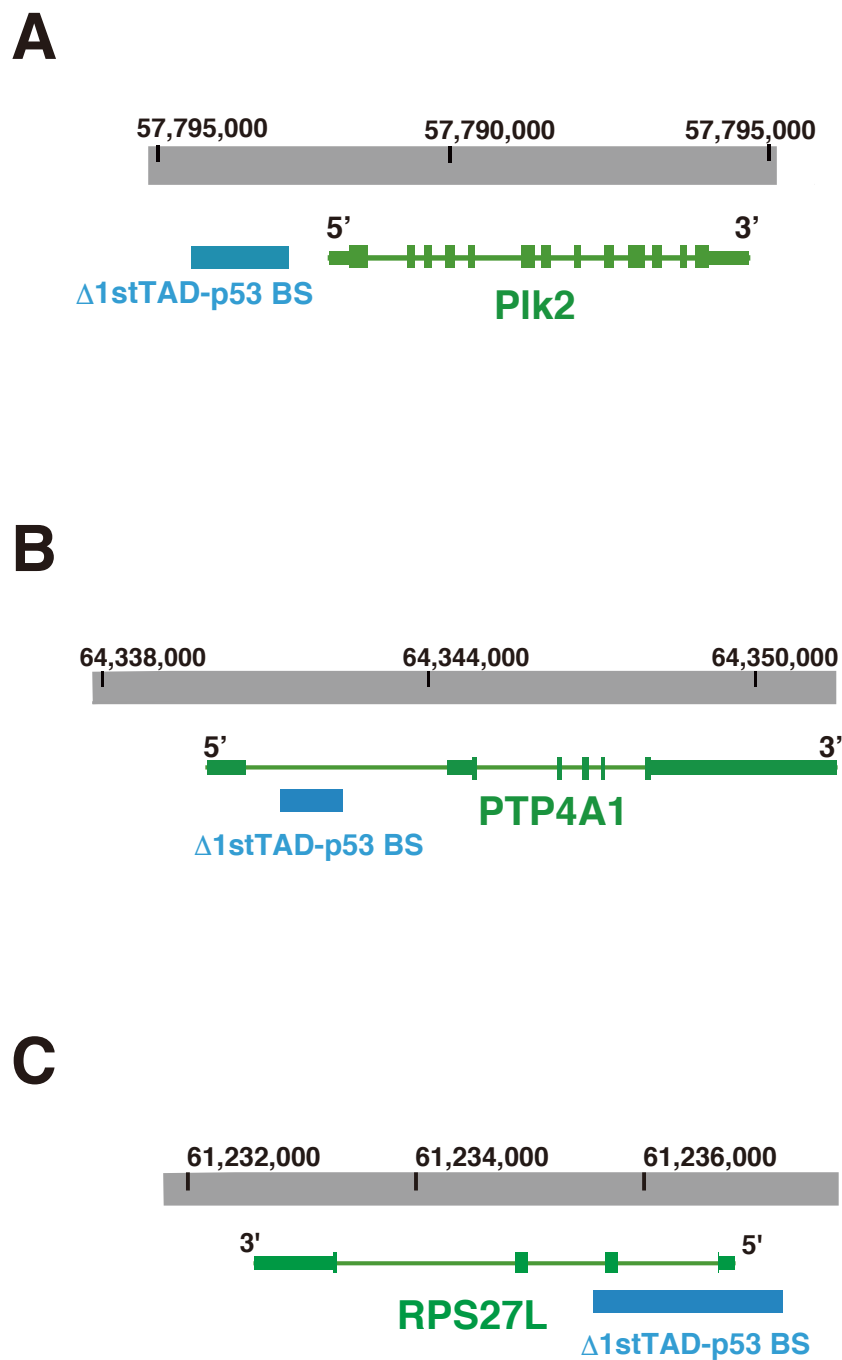 A
57,795,000 57,790,000 57,795,000
5’ 3’
Δ1stTAD-p53 BS
Plk2
B
64,338,000 64,344,000 64,350,000
5’ 3’
PTP4A1
Δ1stTAD-p53 BS
C
61,232,000 61,234,000 61,236,000
3' 5'
RPS27L
Δ1stTAD-p53 BS